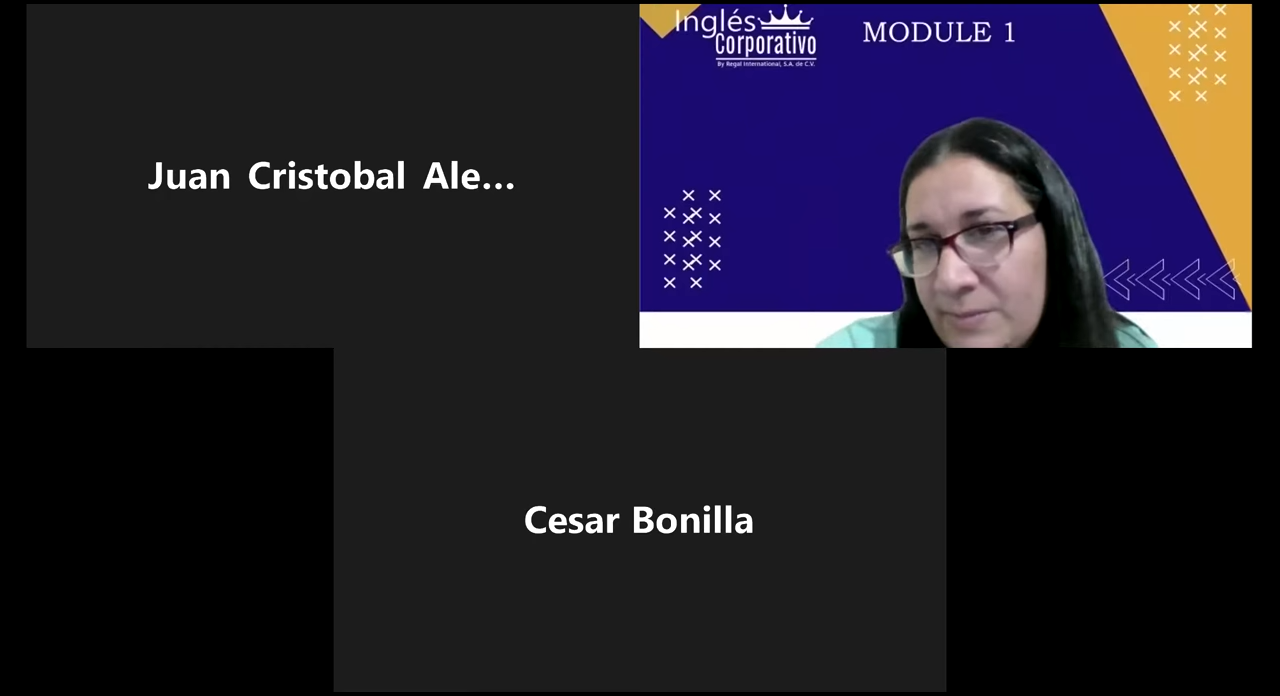 Juan Cristobal Ale...
Inglés
Corporativo
By Regal International, S.A. de C.V.
MODULE 1
Cesar Bonilla